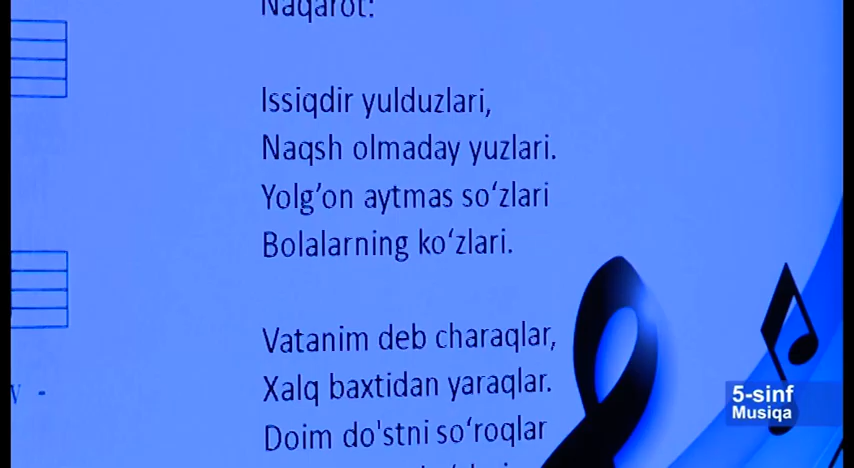 Naqarot:
Issiqdir yulduzlari,
Naqsh olmaday yuzlari.
Yolg’on aytmas so‘zlari
Bolalarning ko‘zlari.
Vatanim deb charaqlar,
Xalq baxtidan yaraqlar.
Doim do'stni so‘roqlar
5-sinf
Musiqa